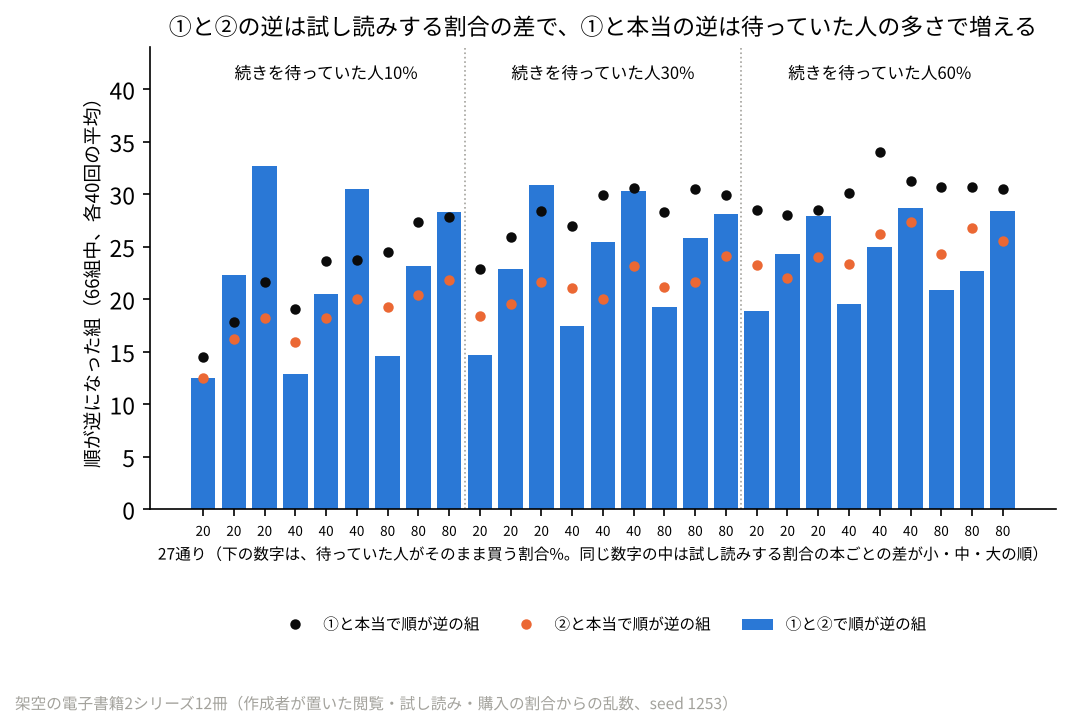 ①と②の逆は試し読みする割合の差で、①と本当の逆は待っていた人の多さで増える
続きを待っていた人10%
続きを待っていた人30%
続きを待っていた人60%
順が逆になった組（66組中、各40回の平均）
40
35
30
25
20
15
10
5
0
20 20 20 40 40 40 80 80 80 20 20 20 40 40 40 80 80 80 20 20 20 40 40 40 80 80 80
27通り（下の数字は、待っていた人がそのまま買う割合%。同じ数字の中は試し読みする割合の本ごとの差が小・中・大の順）
①と本当で順が逆の組
②と本当で順が逆の組
①と②で順が逆の組
架空の電子書籍2シリーズ12冊（作成者が置いた閲覧・試し読み・購入の割合からの乱数、seed 1253）